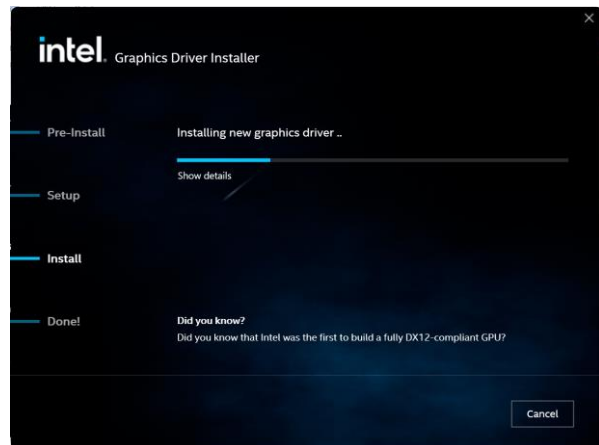 intel. Graphics Driver Installer
Pre-Install
Installing new graphics driver ..
Show details
Setup
Install
Done!
Did you know?
Did you know that Intel was the first to build a fully DX12-compliant GPU?
Cancel